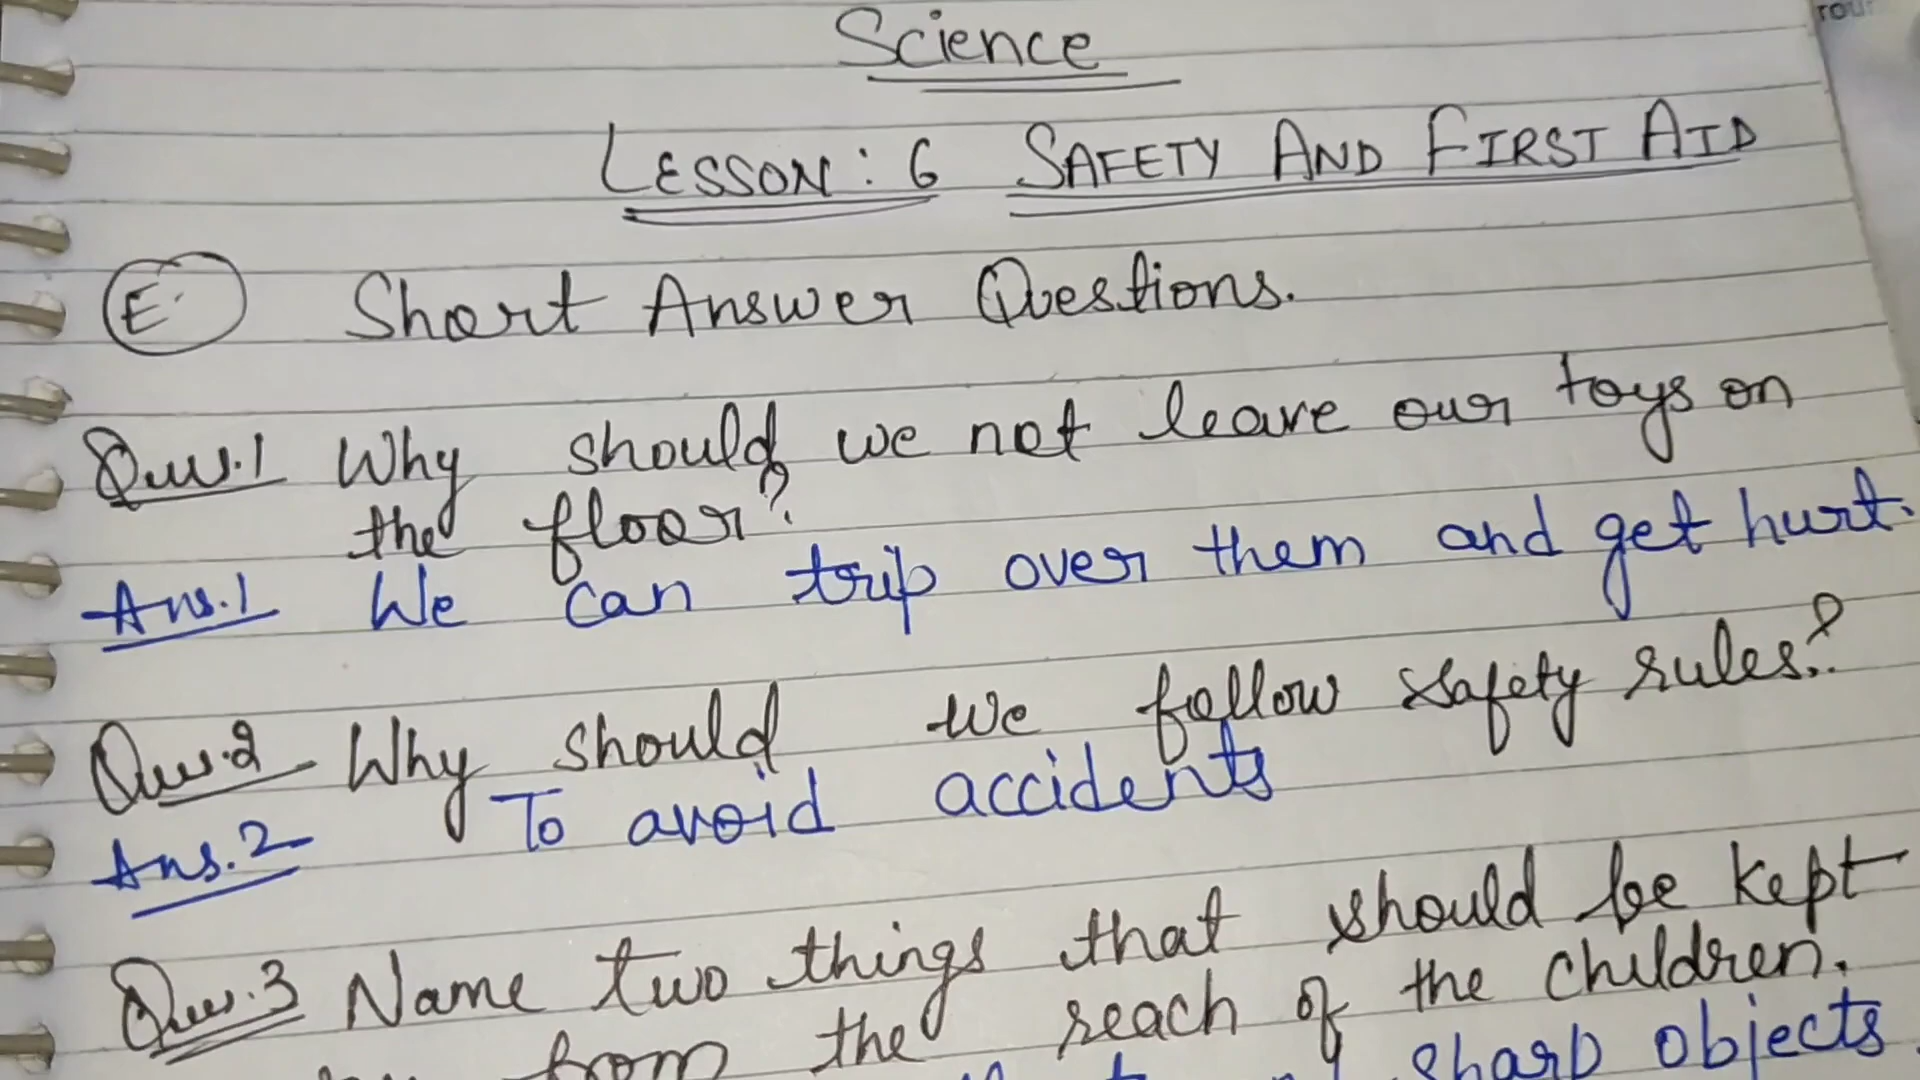 Science
LESSON: 6 SAFETY AND FIRST AID
E Short Answer Questions.
Ques.1 Why should we not leave our toys on
the floor?
Ans.1 We can trip over them and get hurt.
Ques.2 Why should we follow safety rules?
Ans.2 To avoid accidents
Ques.3 Name two things that should be kept
from the reach of the children.
sharp objects